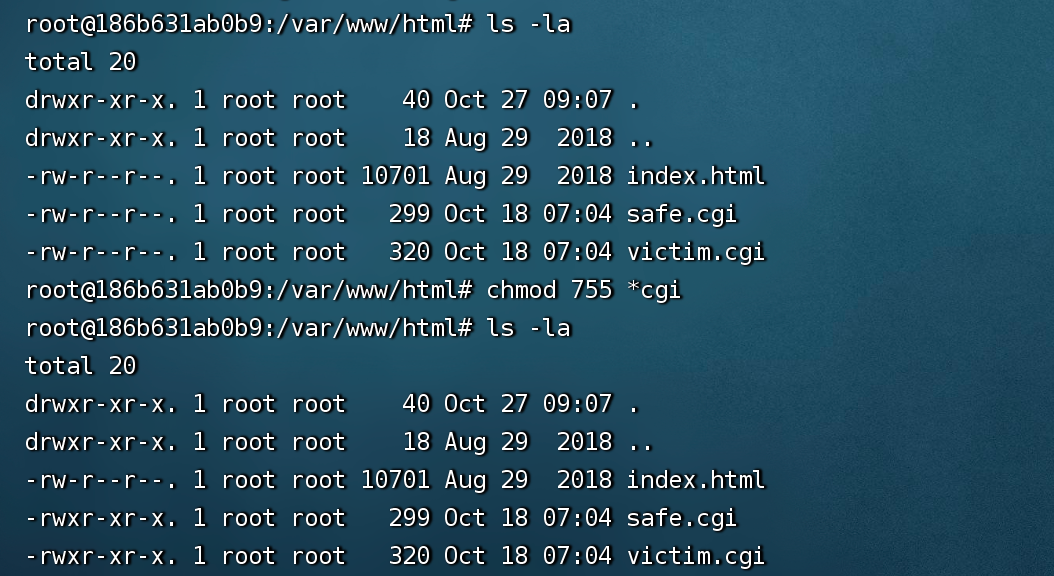 root@186b631ab0b9:/var/www/html# ls -la
total 20
drwxr-xr-x. 1 root root    40 Oct 27 09:07 .
drwxr-xr-x. 1 root root    18 Aug 29  2018 ..
-rw-r--r--. 1 root root 10701 Aug 29  2018 index.html
-rw-r--r--. 1 root root   299 Oct 18 07:04 safe.cgi
-rw-r--r--. 1 root root   320 Oct 18 07:04 victim.cgi
root@186b631ab0b9:/var/www/html# chmod 755 *cgi
root@186b631ab0b9:/var/www/html# ls -la
total 20
drwxr-xr-x. 1 root root    40 Oct 27 09:07 .
drwxr-xr-x. 1 root root    18 Aug 29  2018 ..
-rw-r--r--. 1 root root 10701 Aug 29  2018 index.html
-rwxr-xr-x. 1 root root   299 Oct 18 07:04 safe.cgi
-rwxr-xr-x. 1 root root   320 Oct 18 07:04 victim.cgi